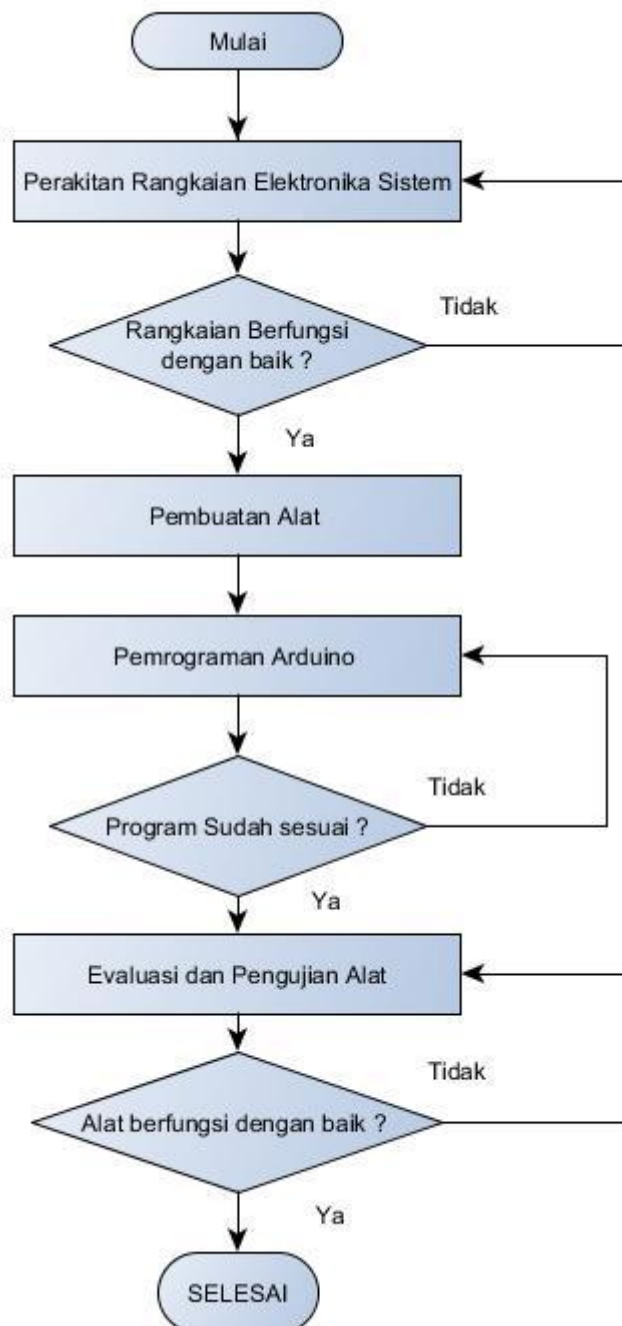 Mulai
Perakitan Rangkaian Elektronika Sistem
Rangkaian Berfungsi
dengan baik ?
Tidak
Ya
Pembuatan Alat
Pemrograman Arduino
Program Sudah sesuai ?
Tidak
Ya
Evaluasi dan Pengujian Alat
Alat berfungsi dengan baik ?
Tidak
Ya
SELESAI